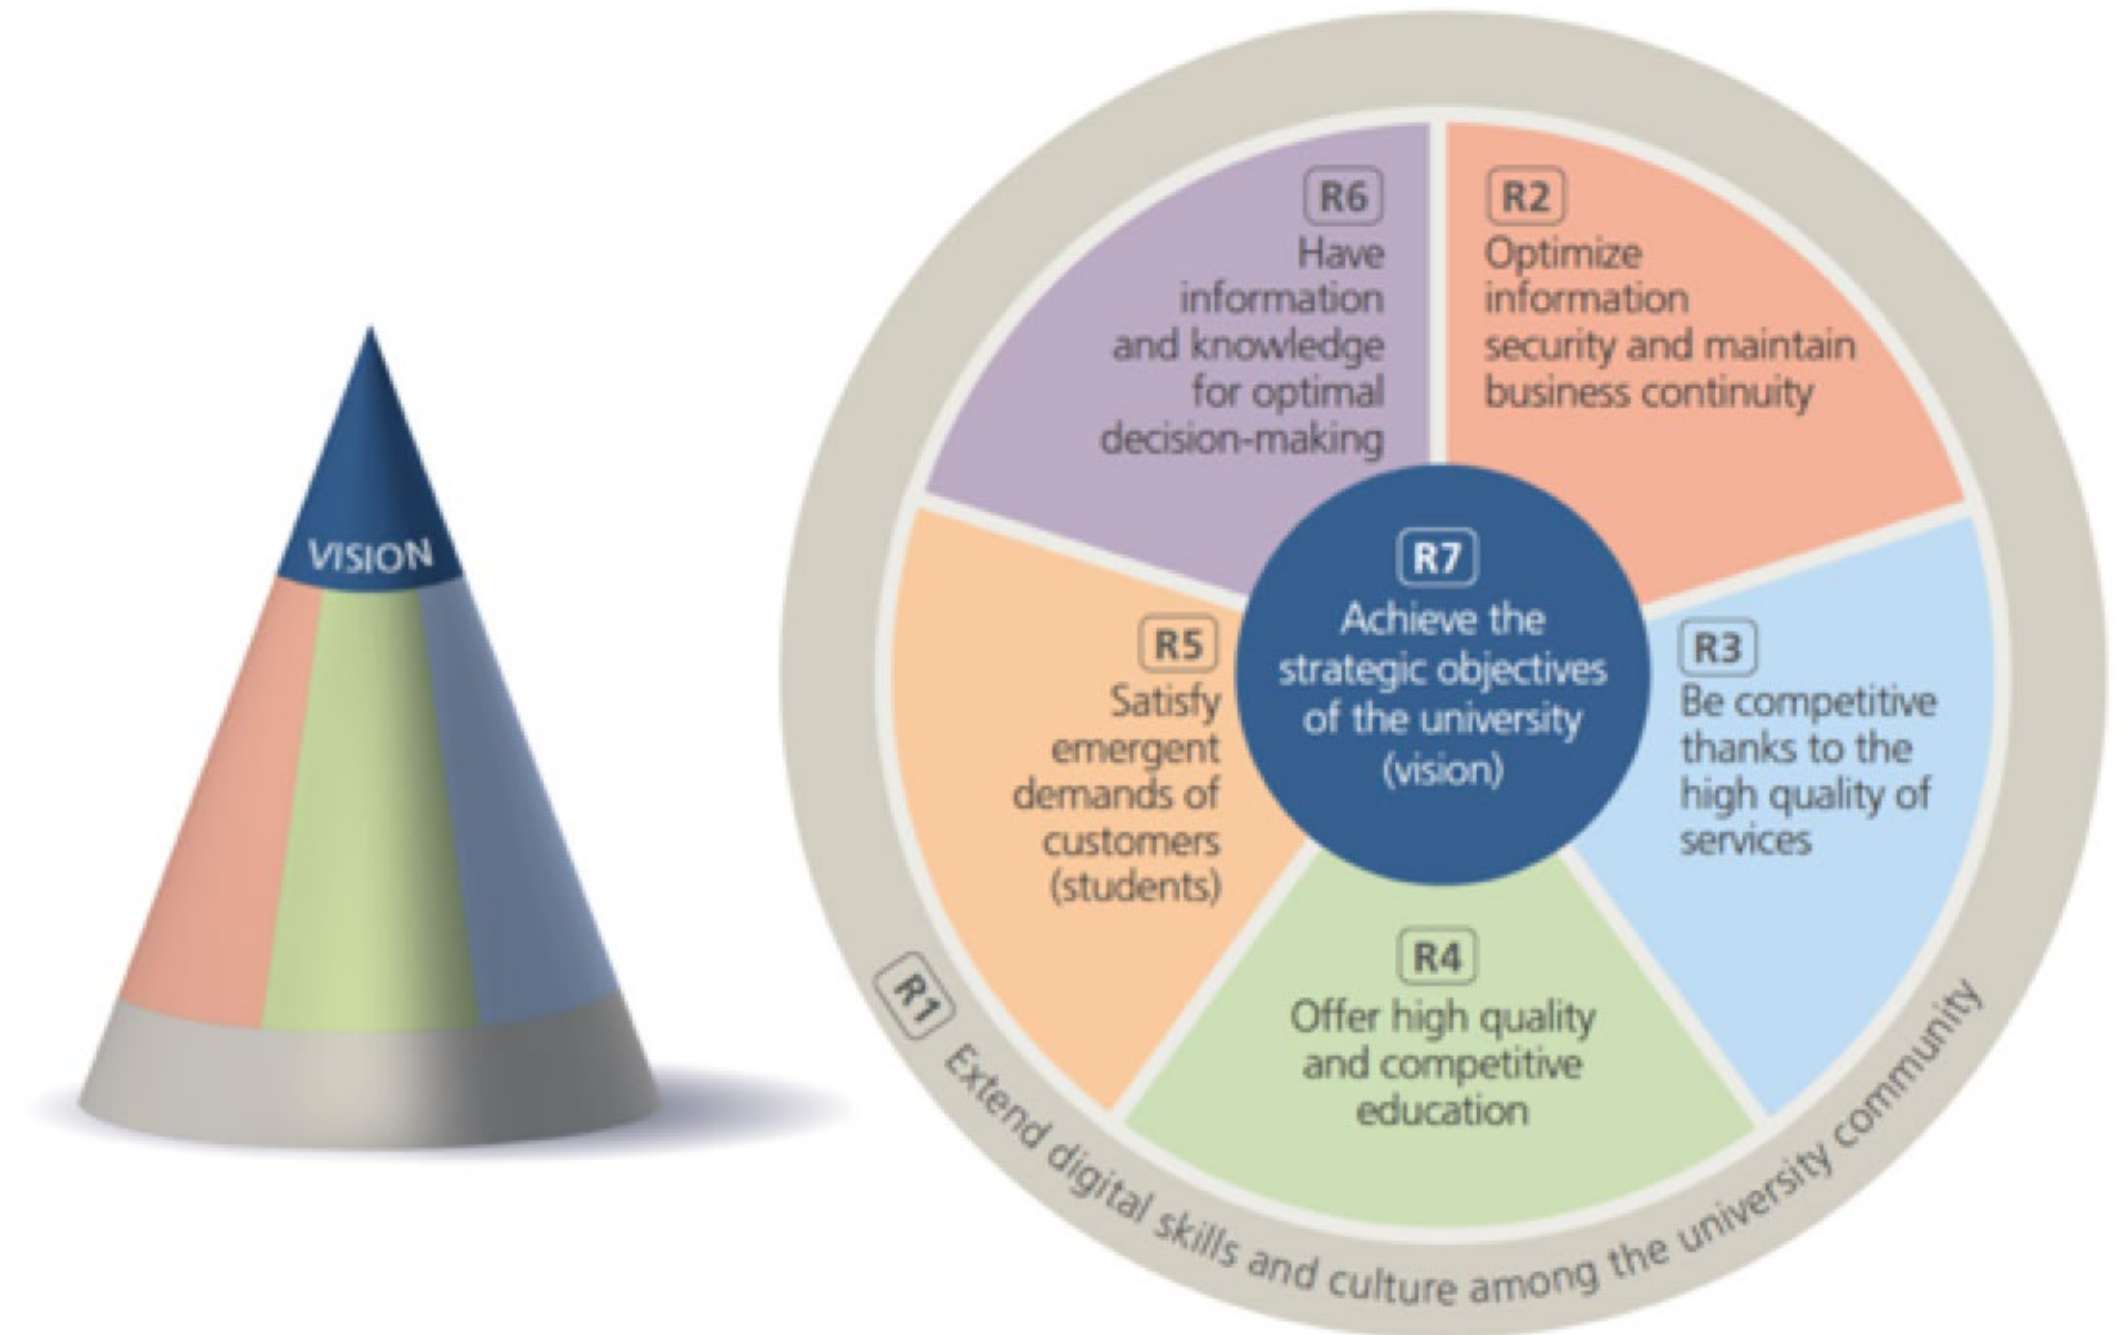 VISION
R6
Have
information
and knowledge
for optimal
decision-making
R2
Optimize
information
security and maintain
business continuity
R7
Achieve the
strategic objectives
of the university
(vision)
R5
Satisfy
emergent
demands of
customers
(students)
R3
Be competitive
thanks to the
high quality of
services
R4
Offer high quality
and competitive
education
R1 Extend digital skills and culture among the university community